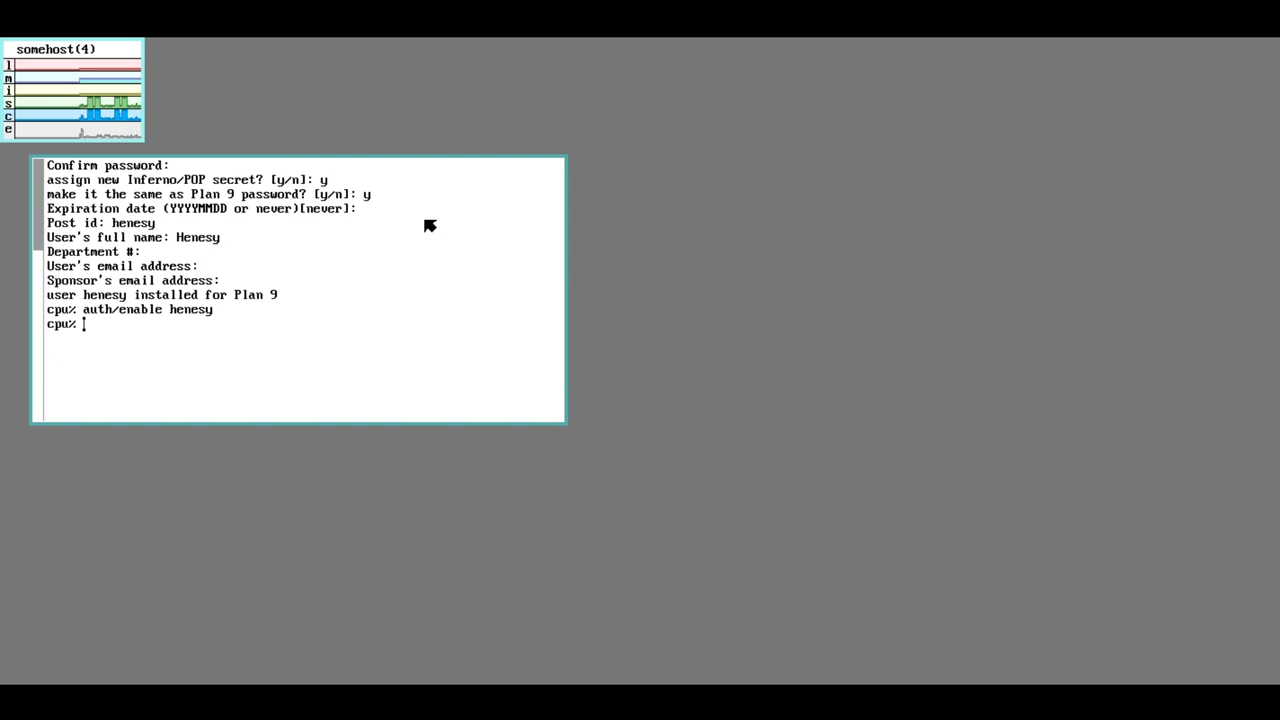 somehost(4)
l
m
i
s
c
e
Confirm password:
assign new Inferno/POP secret? [y/n]: y
make it the same as Plan 9 password? [y/n]: y
Expiration date (YYYYMMDD or never)[never]:
Post id: henesy
User's full name: Henesy
Department #:
User's email address:
Sponsor's email address:
user henesy installed for Plan 9
cpu% auth/enable henesy
cpu%